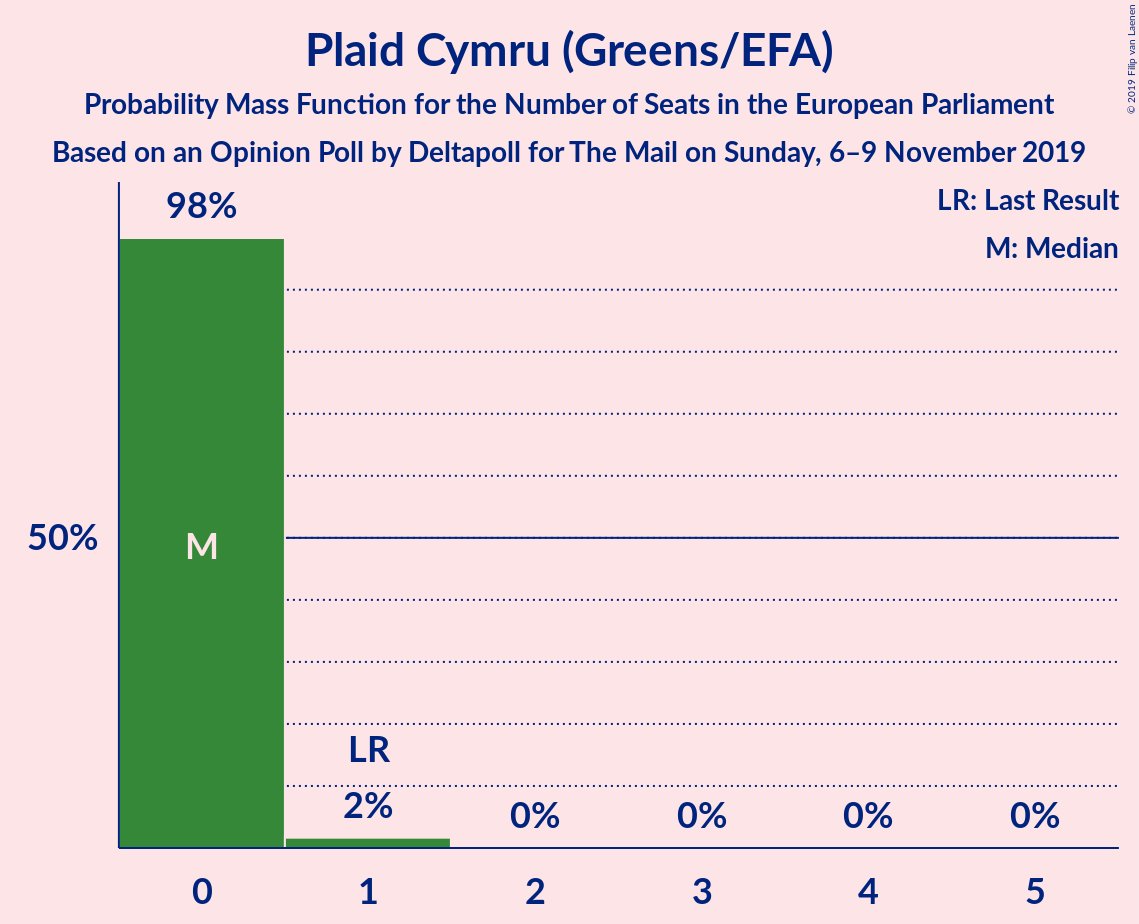 Plaid Cymru (Greens/EFA)
Probability Mass Function for the Number of Seats in the European Parliament
Based on an Opinion Poll by Deltapoll for The Mail on Sunday, 6–9 November 2019
© 2019 Filip van Laenen
LR: Last Result
M: Median
98%
50%
M
LR
2%
0%
0%
0%
0%
0
1
2
3
4
5